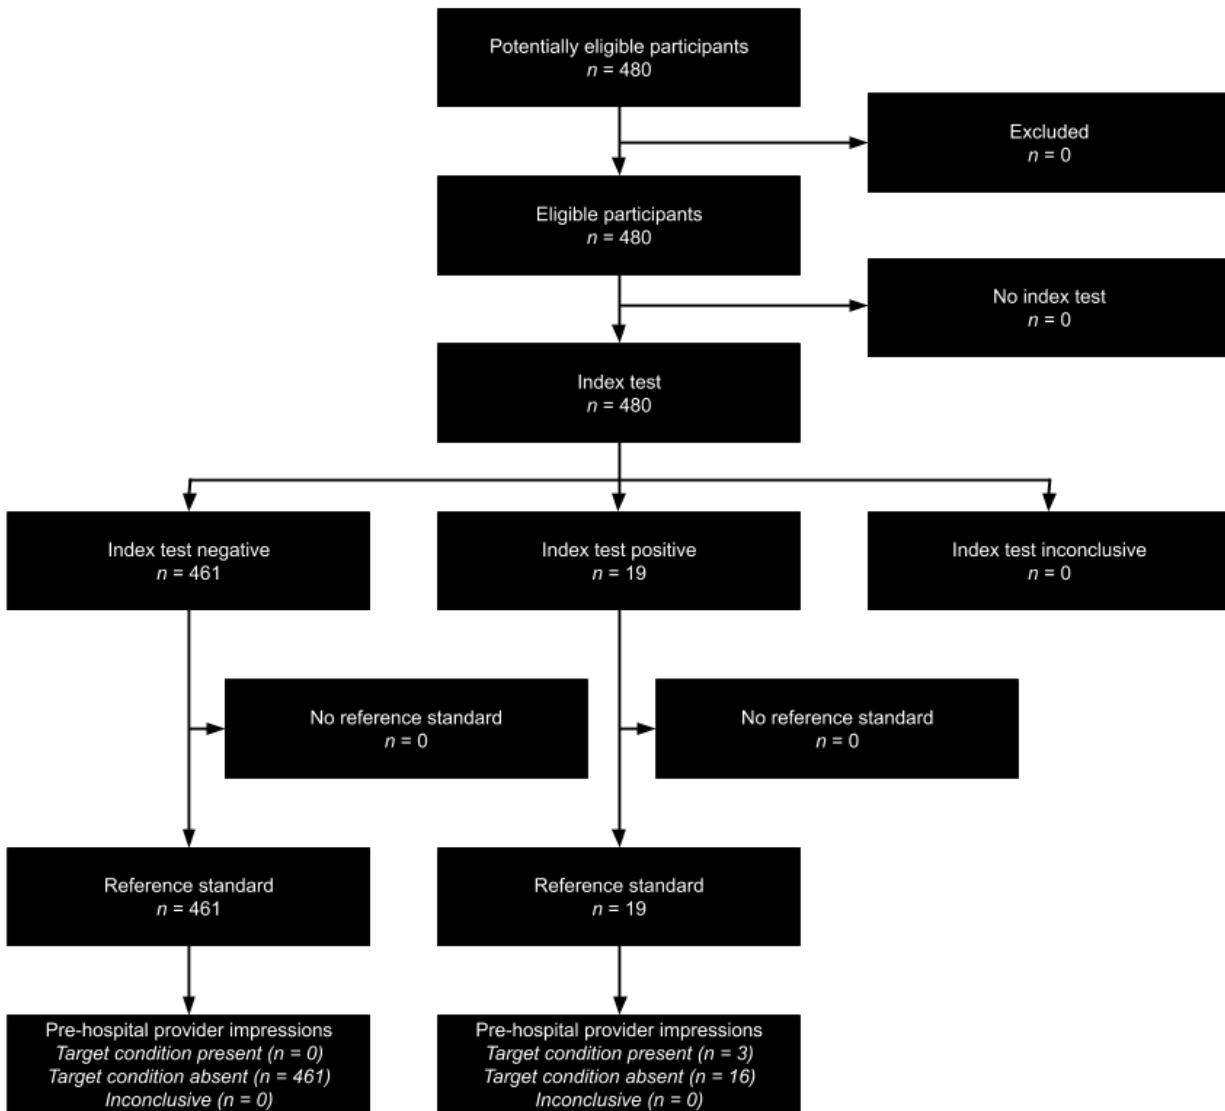 Potentially eligible participants
n = 480
Excluded
n = 0
Eligible participants
n = 480
No index test
n = 0
Index test
n = 480
Index test negative
n = 461
Index test positive
n = 19
Index test inconclusive
n = 0
No reference standard
n = 0
No reference standard
n = 0
Reference standard
n = 461
Reference standard
n = 19
Pre-hospital provider impressions
Target condition present (n = 0)
Target condition absent (n = 461)
Inconclusive (n = 0)
Pre-hospital provider impressions
Target condition present (n = 3)
Target condition absent (n = 16)
Inconclusive (n = 0)